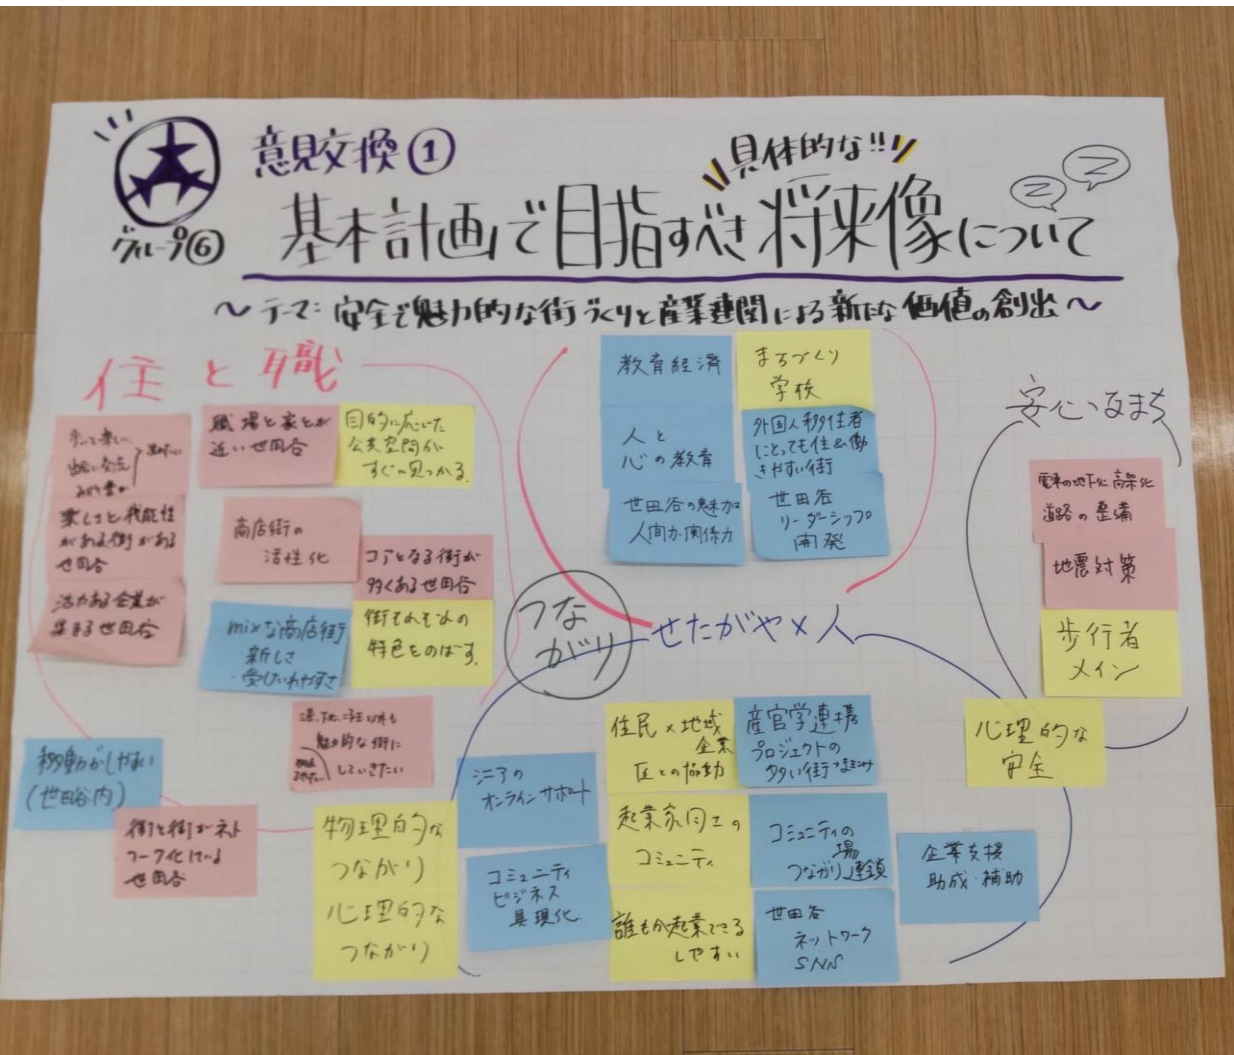 意見交換①
具体的な!!
グループ⑥
基本計画で目指すべき将来像について
〜テーマ:安全で魅力的な街づくりと産業連関による新たな価値の創出〜
住と職
職場と家とが
近い世田谷
目的に応じた
公共空間が
すぐに見つかる。
楽しさと機能性
がある街がある
世田谷
商店街の
活性化
コアとなる街が
多くある世田谷
活力ある企業が
集まる世田谷
mixな商店街
新しさ
街それぞれの
特色をのばす。
魅力的な街に
していきたい
移動がしやすい
(世田谷内)
街と街がネット
ワーク化している
世田谷
物理的な
つながり
心理的な
つながり
教育経済
まちづくり
学校
人と
心の教育
外国人移住者
にとっても住&働
きやすい街
世田谷の魅力
人間力・関係力
世田谷
リーダーシップ
開発
つな
がり
せたがや×人
シニアの
オンラインサポート
コミュニティ
ビジネス
具現化
住民×地域
企業
区との協働
産官学連携
プロジェクトの
多い街
起業家同士の
コミュニティ
コミュニティの
場
つながり、連鎖
誰もが起業できる
しやすい
世田谷
ネットワーク
SNS
企業支援
助成・補助
安心なまち
電車の地下化、高架化
道路の整備
地震対策
歩行者
メイン
心理的な
安全